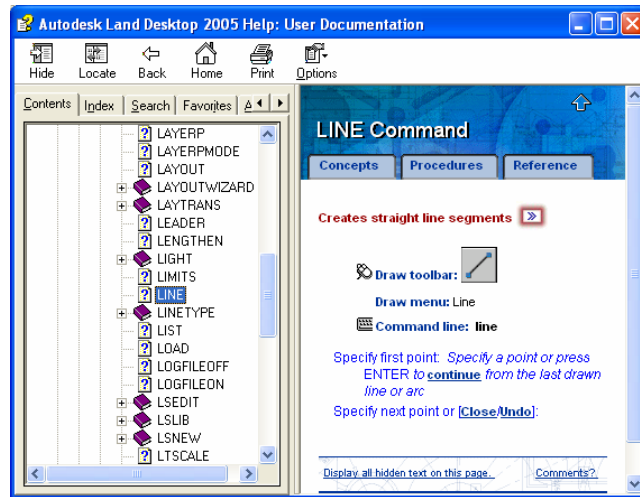 Autodesk Land Desktop 2005 Help: User Documentation
Hide Locate Back Home Print Options
Contents Index Search Favorites A
LAYERP
LAYERPMODE
LAYOUT
LAYOUTWIZARD
LAYTRANS
LEADER
LENGTHEN
LIGHT
LIMITS
LINE
LINETYPE
LIST
LOAD
LOGFILEOFF
LOGFILEON
LSEDIT
LSLIB
LSNEW
LTSCALE
LINE Command
Concepts Procedures Reference
Creates straight line segments
Draw toolbar:
Draw menu: Line
Command line: line
Specify first point: Specify a point or press
ENTER to continue from the last drawn
line or arc
Specify next point or [Close/Undo]:
Display all hidden text on this page. Comments?